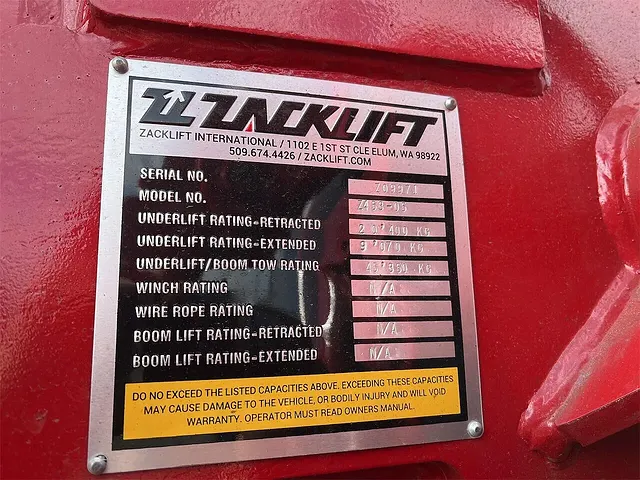 ZACKLIFT
ZACKLIFT INTERNATIONAL / 1102 E 1ST ST CLE ELUM, WA 98922
509.674.4426 / ZACKLIFT.COM
SERIAL NO.
MODEL NO.
UNDERLIFT RATING-RETRACTED
UNDERLIFT RATING-EXTENDED
UNDERLIFT/BOOM TOW RATING
WINCH RATING N/A
WIRE ROPE RATING N/A
BOOM LIFT RATING-RETRACTED N/A
BOOM LIFT RATING-EXTENDED N/A
DO NO EXCEED THE LISTED CAPACITIES ABOVE. EXCEEDING THESE CAPACITIES
MAY CAUSE DAMAGE TO THE VEHICLE, OR BODILY INJURY AND WILL VOID
WARRANTY. OPERATOR MUST READ OWNERS MANUAL.